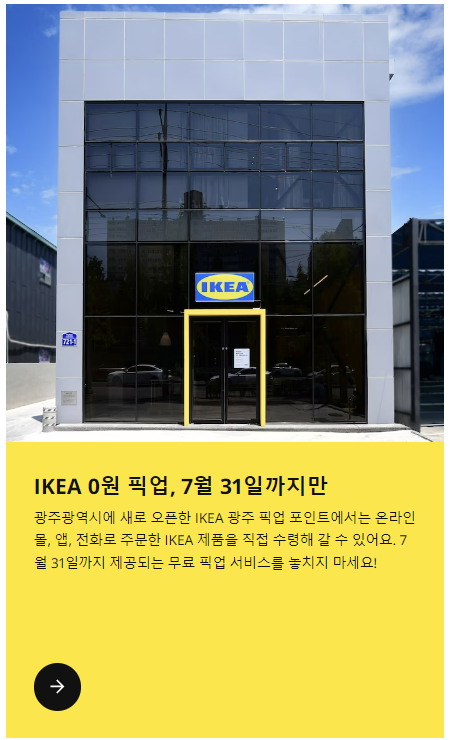 IKEA
IKEA 0원 픽업, 7월 31일까지만
광주광역시에 새로 오픈한 IKEA 광주 픽업 포인트에서는 온라인
몰, 앱, 전화로 주문한 IKEA 제품을 직접 수령해 갈 수 있어요. 7
월 31일까지 제공되는 무료 픽업 서비스를 놓치지 마세요!